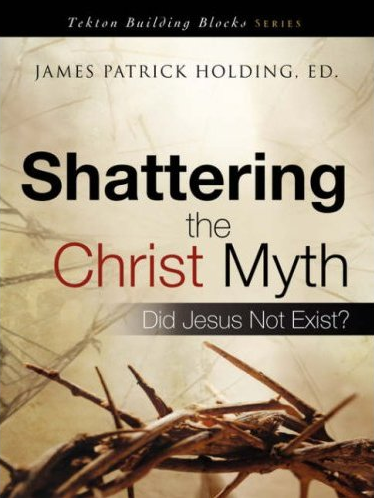 Tekton Building Blocks SERIES
JAMES PATRICK HOLDING, ED.
Shattering
the
Christ Myth
Did Jesus Not Exist?